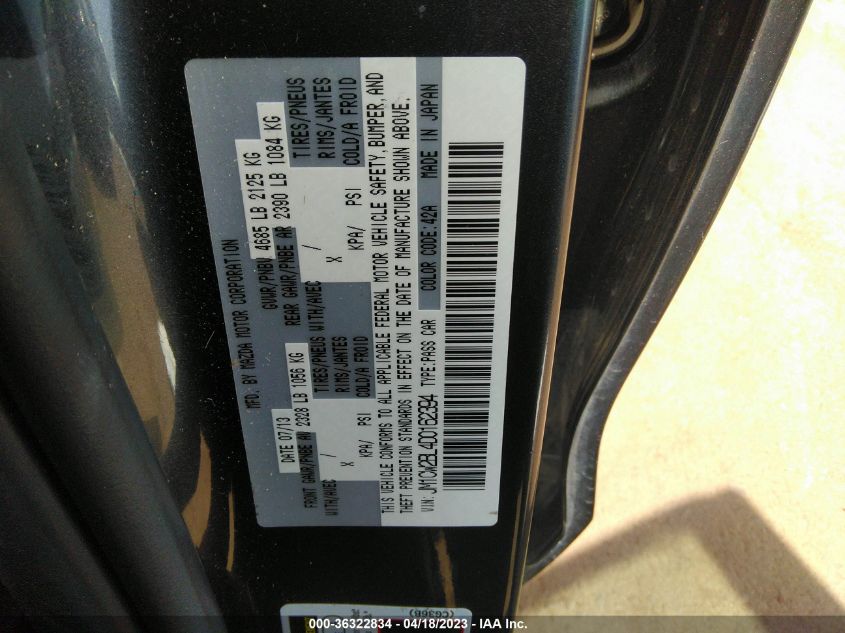 MFD. BY MAZDA MOTOR CORPORATION
DATE 07/13 GVWR/PNBV 4685 LB 2125 KG
FRONT GAWR/PNBE AV 2328 LB 1056 KG REAR GAWR/PNBE AR 2390 LB 1084 KG
WITH/AVEC TIRES/PNEUS WITH/AVEC TIRES/PNEUS
X / RIMS/JANTES X / RIMS/JANTES
KPA/ PSI COLD/A FROID KPA/ PSI COLD/A FROID
THIS VEHICLE CONFORMS TO ALL APPLICABLE FEDERAL MOTOR VEHICLE SAFETY, BUMPER, AND
THEFT PREVENTION STANDARDS IN EFFECT ON THE DATE OF MANUFACTURE SHOWN ABOVE.
VIN: JM1CW2BL4D0162394 TYPE:PASS CAR COLOR CODE:42A MADE IN JAPAN
(CG36B)
000-36322834 - 04/18/2023 - IAA Inc.